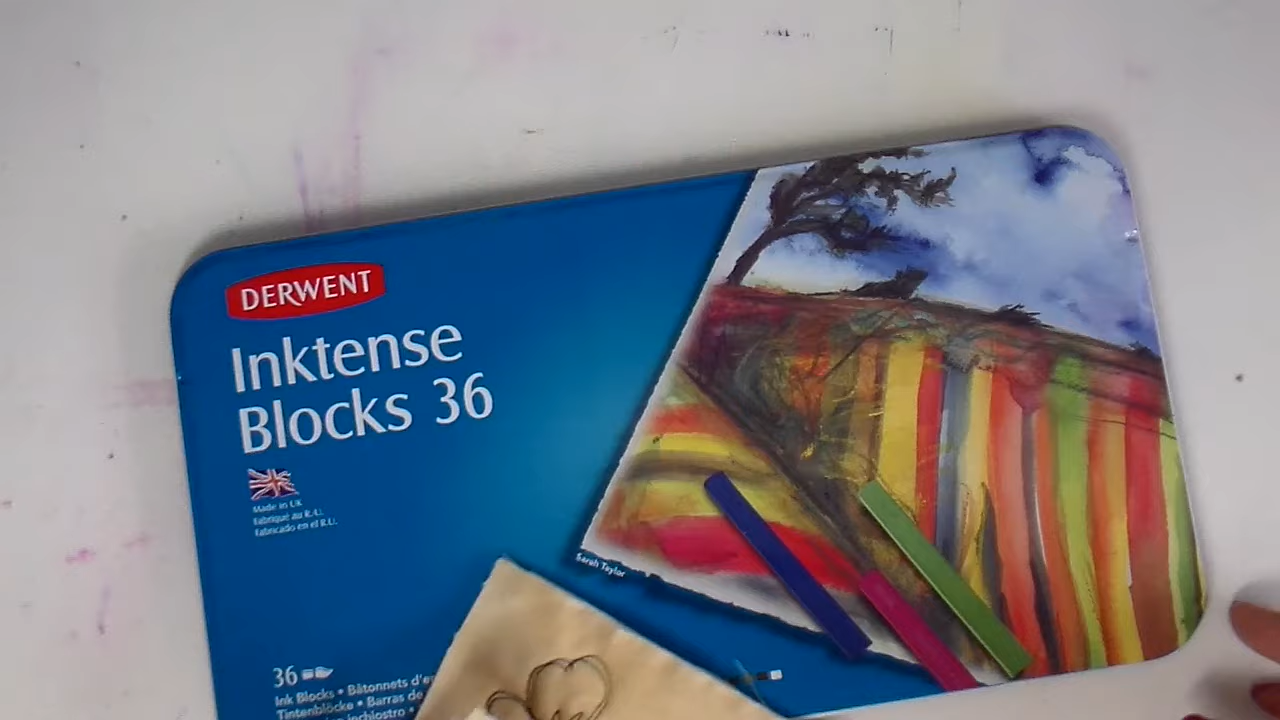 DERWENT
Inktense
Blocks 36
Made in UK
Fabriqué au R.-U.
Fabricado en el R.U.
Sarah Taylor
36
Ink Blocks • Bâtonnets
Tintenblöcke • Barras de
inchiostro •